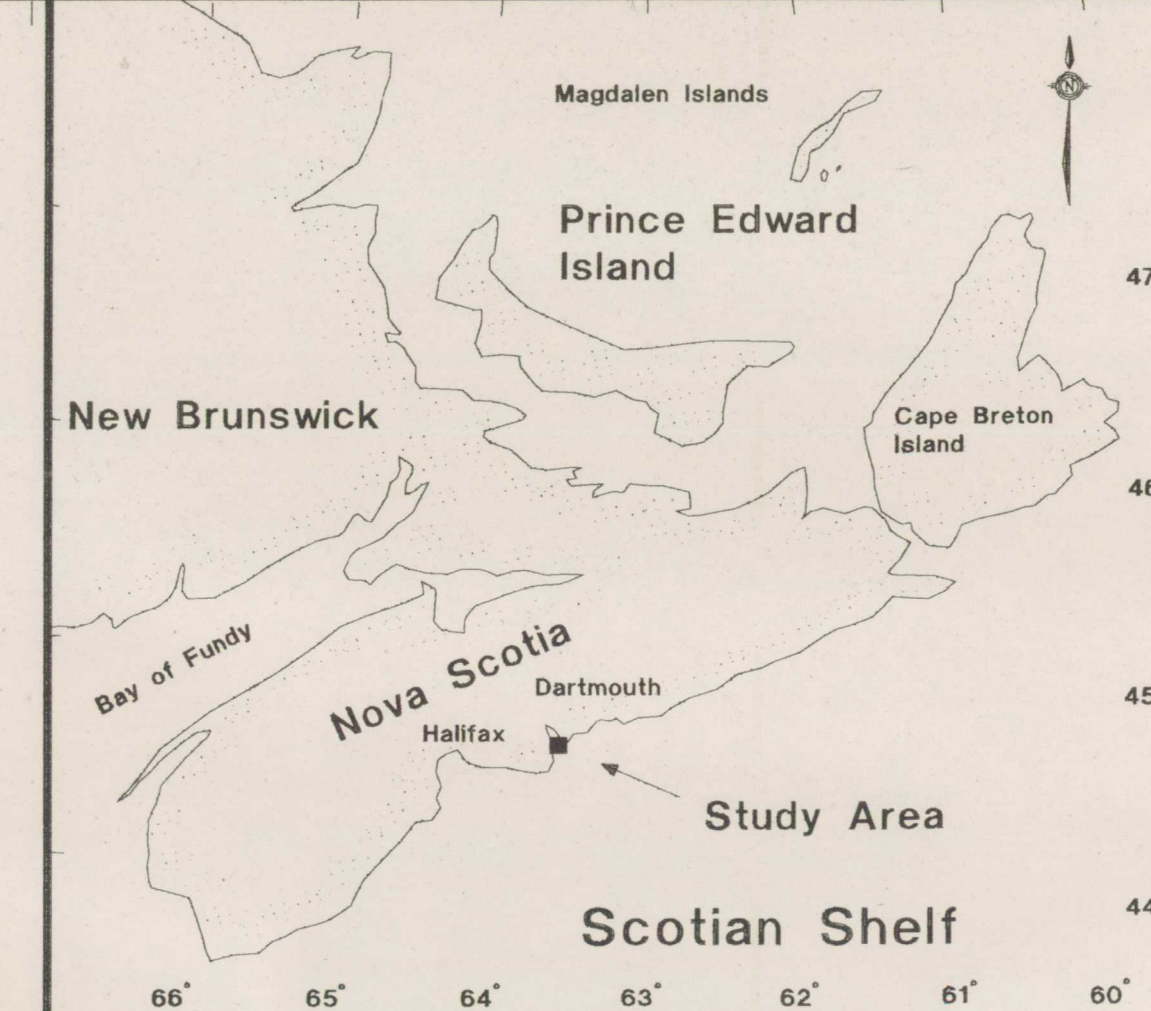 Magdalen Islands
N
Prince Edward
Island
47
New Brunswick
Cape Breton
Island
46
Bay of Fundy
Nova Scotia
Dartmouth
45
Halifax
Study Area
44
Scotian Shelf
66° 65° 64° 63° 62° 61° 60°